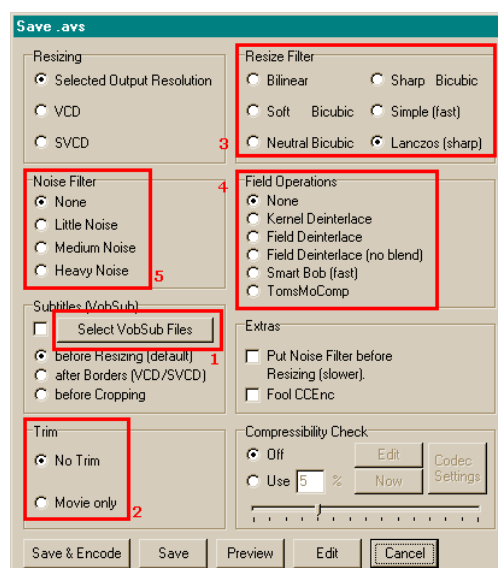 Save .avs
Resizing
Selected Output Resolution
VCD
SVCD
Resize Filter
Bilinear Sharp Bicubic
Soft Bicubic Simple (fast)
3 Neutral Bicubic Lanczos (sharp)
Noise Filter
None
Little Noise
Medium Noise
Heavy Noise
5
4 Field Operations
None
Kernel Deinterlace
Field Deinterlace
Field Deinterlace (no blend)
Smart Bob (fast)
TomsMoComp
Subtitles (VobSub)
Select VobSub Files
1
before Resizing (default)
after Borders (VCD/SVCD)
before Cropping
Extras
Put Noise Filter before
Resizing (slower).
Fool CCEnc
Trim
No Trim
Movie only
2
Compressibility Check
Off Edit Codec
Use 5 % Now Settings
Save & Encode Save Preview Edit Cancel